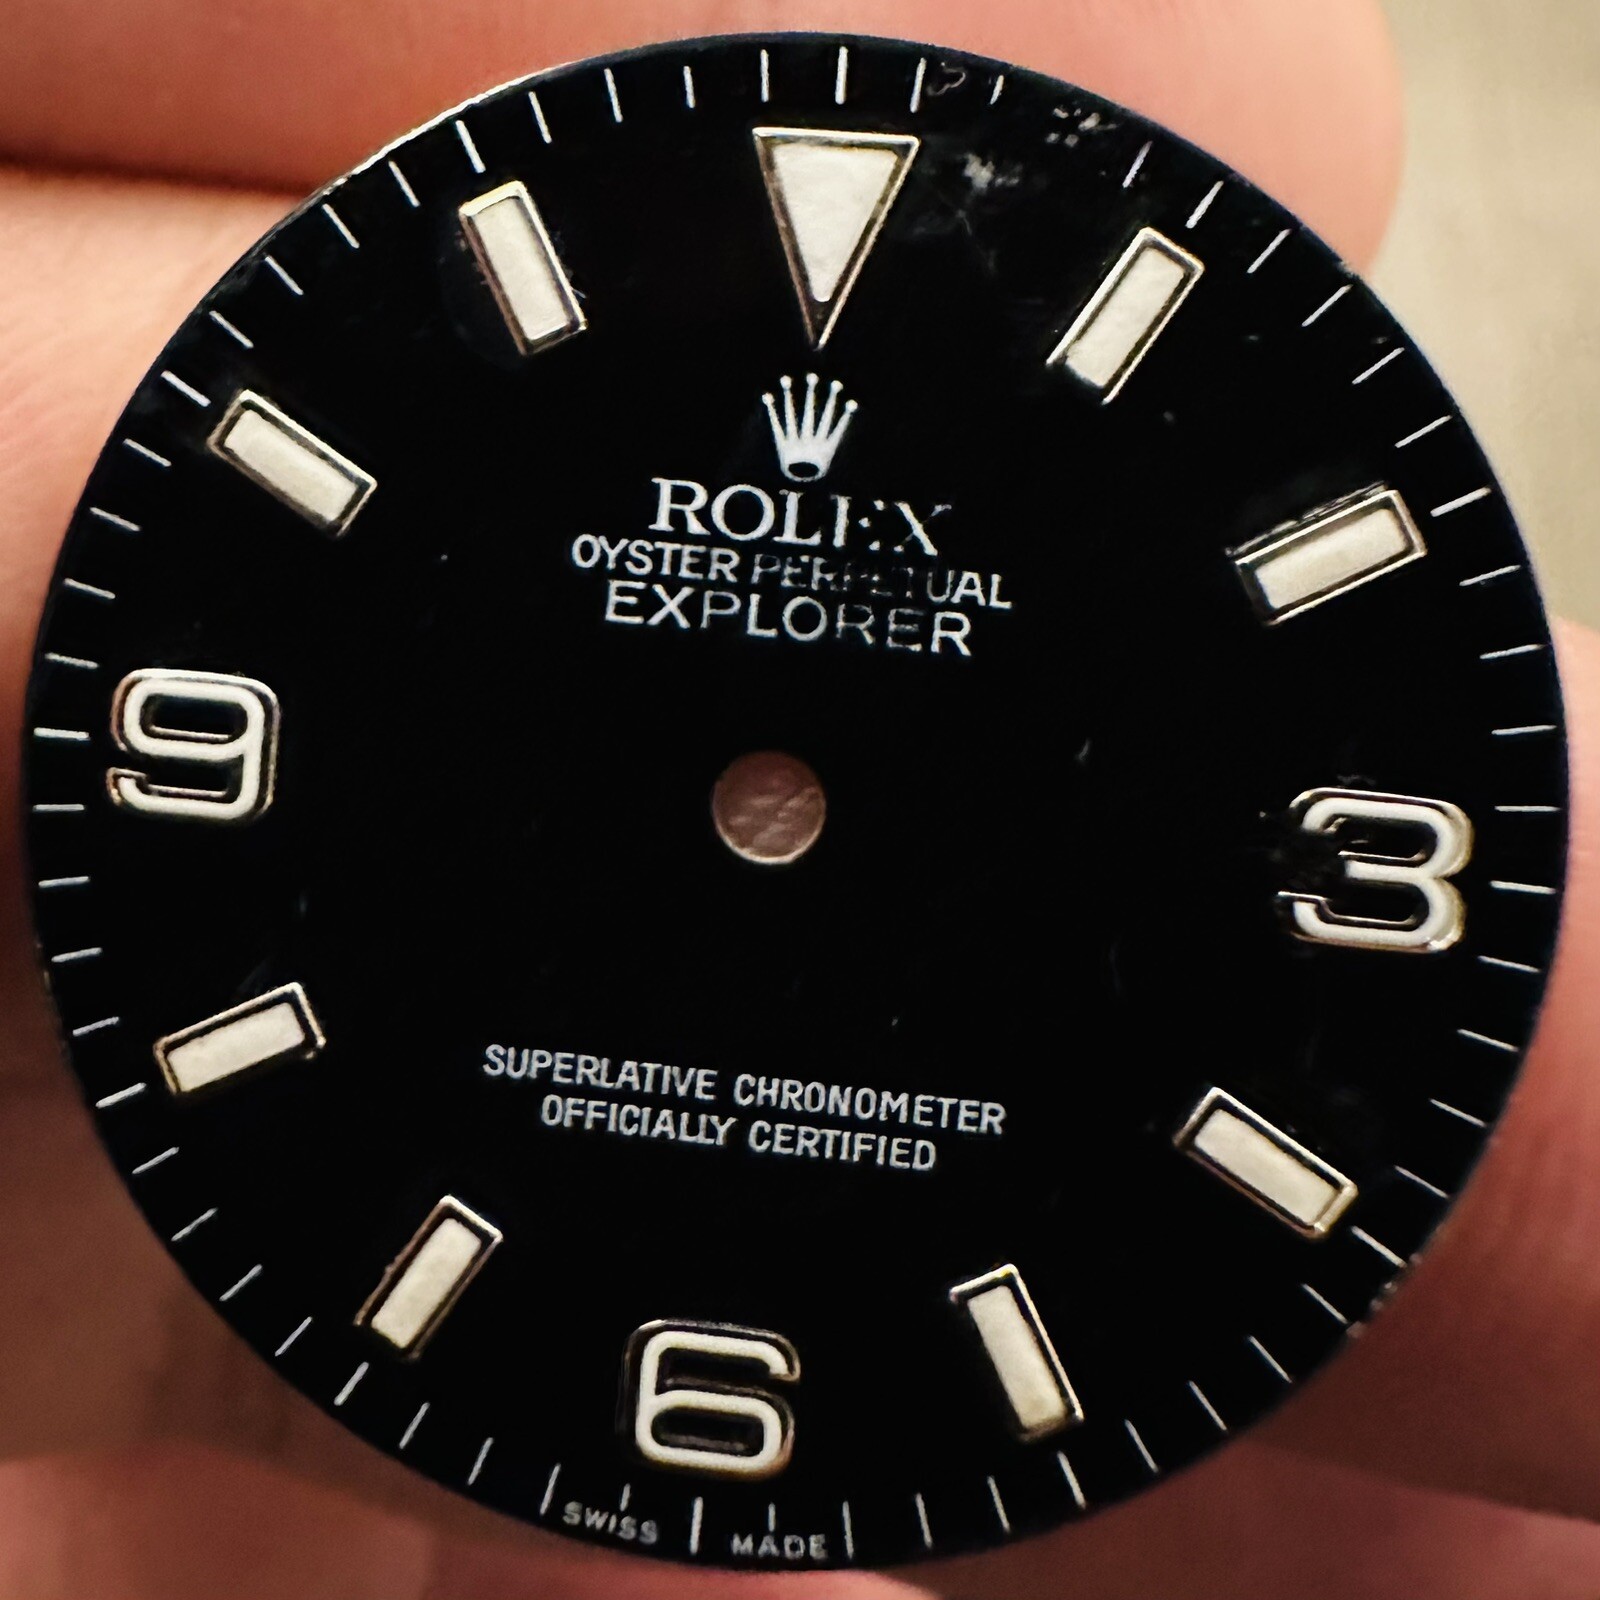 ROLEX
OYSTER PERPETUAL
EXPLORER
9
3
SUPERLATIVE CHRONOMETER
OFFICIALLY CERTIFIED
6
SWISS MADE